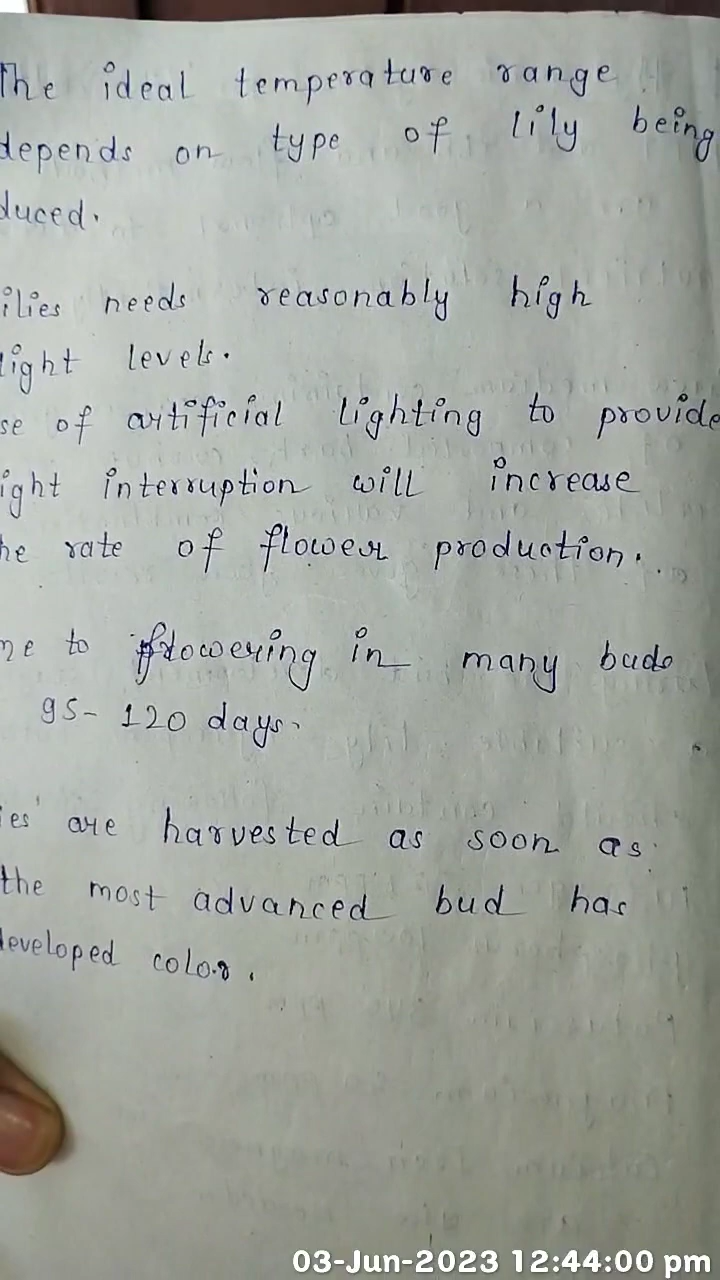 The ideal temperature range
depends on type of lily being
duced.
ilies needs reasonably high
light levels.
se of artificial lighting to provide
ight interruption will increase
he rate of flower production.
me to flowering in many buds
95- 120 days.
ies are harvested as soon as
the most advanced bud has
developed color.
03-Jun-2023 12:44:00 pm